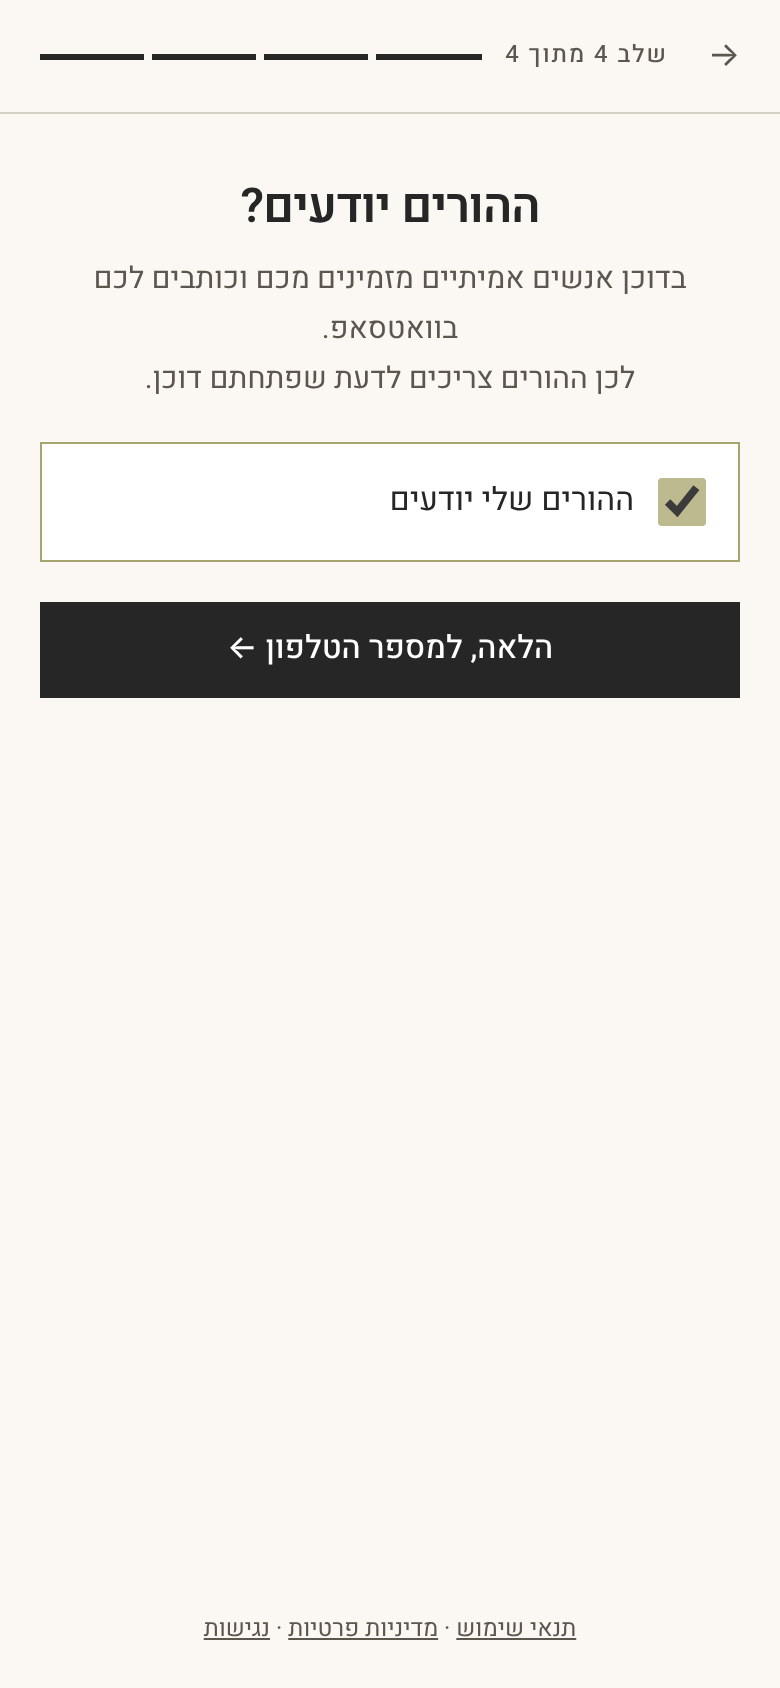 שלב 4 מתוך 4
ההורים יודעים?
בדוכן אנשים אמיתיים מזמינים מכם וכותבים לכם
בוואטסאפ.
לכן ההורים צריכים לדעת שפתחתם דוכן.
ההורים שלי יודעים
הלאה, למספר הטלפון ←
תנאי שימוש · מדיניות פרטיות · נגישות